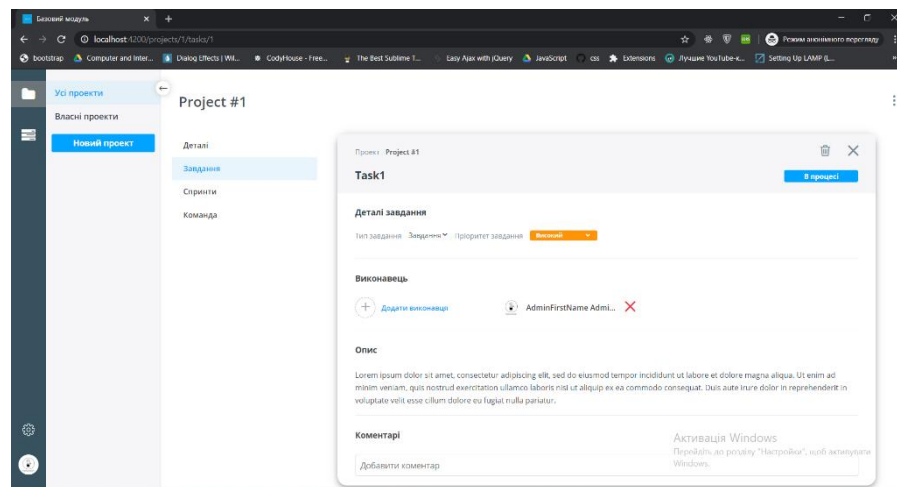 Базовий модуль
localhost:4200/projects/1/tasks/1
Режим анонімного перегляду
bootstrap Computer and Inter... Dialog Effects | Wil... CodyHouse - Free... The Best Sublime T... Easy Ajax with jQuery JavaScript css Extensions Лучшие YouTube-к... Setting Up LAMP (L...
Усі проекти
Власні проекти
Новий проект
Project #1
Деталі
Завдання
Спринти
Команда
Проект Project #1
Task1
В процесі
Деталі завдання
Тип завдання Завдання Пріоритет завдання Високий
Виконавець
Додати виконавця
AdminFirstName Admi...
Опис
Lorem ipsum dolor sit amet, consectetur adipiscing elit, sed do eiusmod tempor incididunt ut labore et dolore magna aliqua. Ut enim ad
minim veniam, quis nostrud exercitation ullamco laboris nisi ut aliquip ex ea commodo consequat. Duis aute irure dolor in reprehenderit in
voluptate velit esse cillum dolore eu fugiat nulla pariatur.
Коментарі
Добавити коментар
Активація Windows
Перейдіть до розділу "Настройки", щоб активувати
Windows.